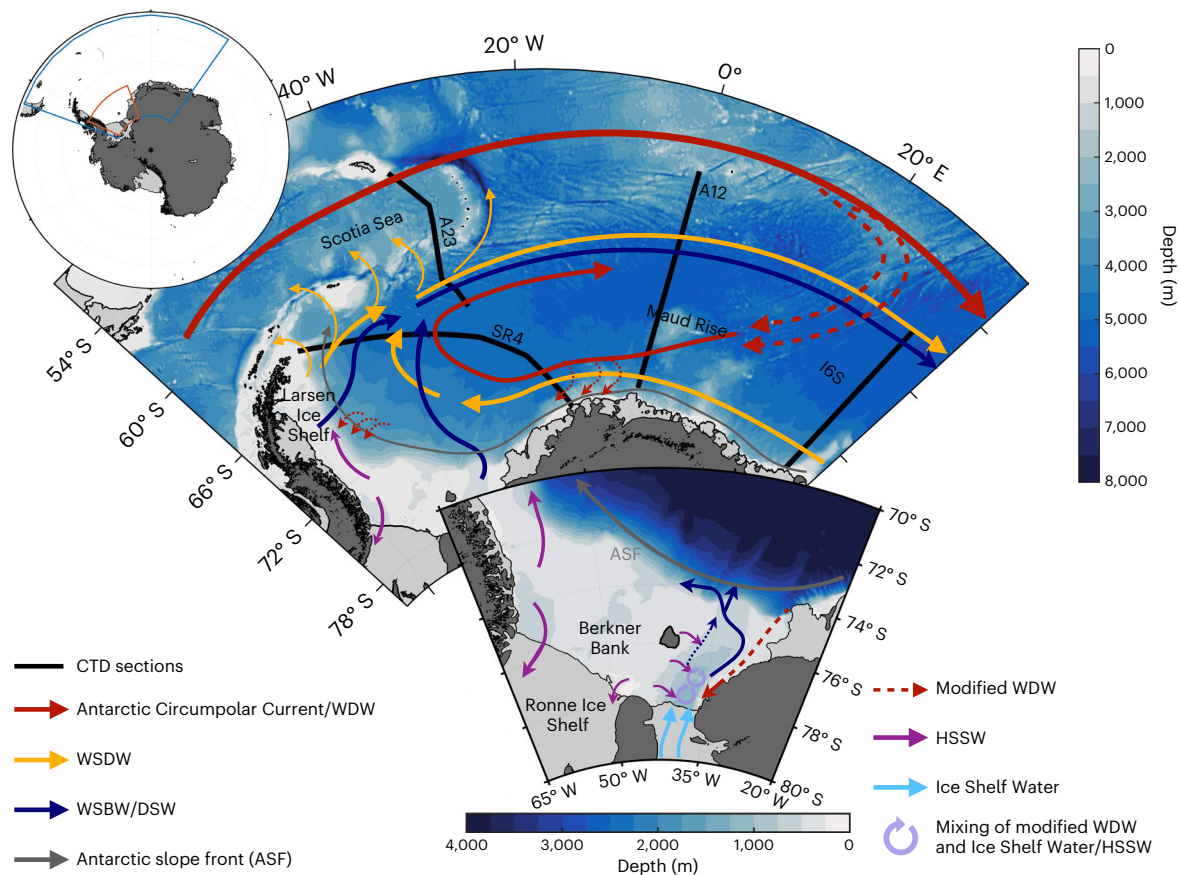 40° W
20° W
0°
20° E
54° S
60° S
66° S
72° S
78° S
Scotia Sea
A23
A12
SR4
Maud Rise
I6S
Larsen
Ice
Shelf
0
1,000
2,000
3,000
4,000
5,000
6,000
7,000
8,000
Depth (m)
ASF
Berkner
Bank
Ronne Ice
Shelf
70° S
72° S
74° S
76° S
78° S
80° S
65° W
50° W
35° W
20° W
4,000
3,000
2,000
1,000
0
Depth (m)
CTD sections
Antarctic Circumpolar Current/WDW
WSDW
WSBW/DSW
Antarctic slope front (ASF)
Modified WDW
HSSW
Ice Shelf Water
Mixing of modified WDW
and Ice Shelf Water/HSSW